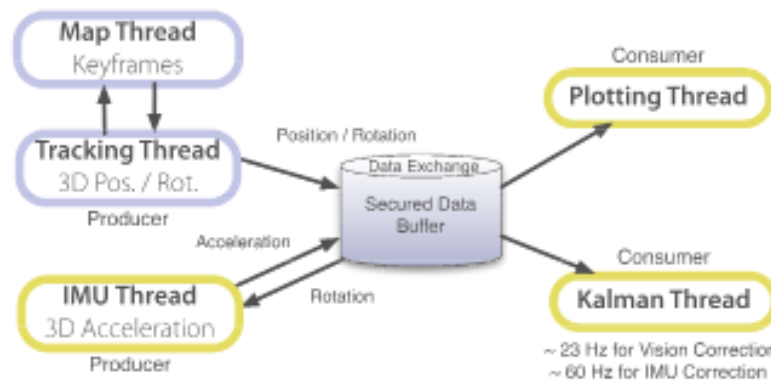 Map Thread
Keyframes
Tracking Thread
3D Pos. / Rot.
Producer
Position / Rotation
Acceleration
Rotation
IMU Thread
3D Acceleration
Producer
Data Exchange
Secured Data
Buffer
Consumer
Plotting Thread
Consumer
Kalman Thread
~ 23 Hz for Vision Correction
~ 60 Hz for IMU Correction